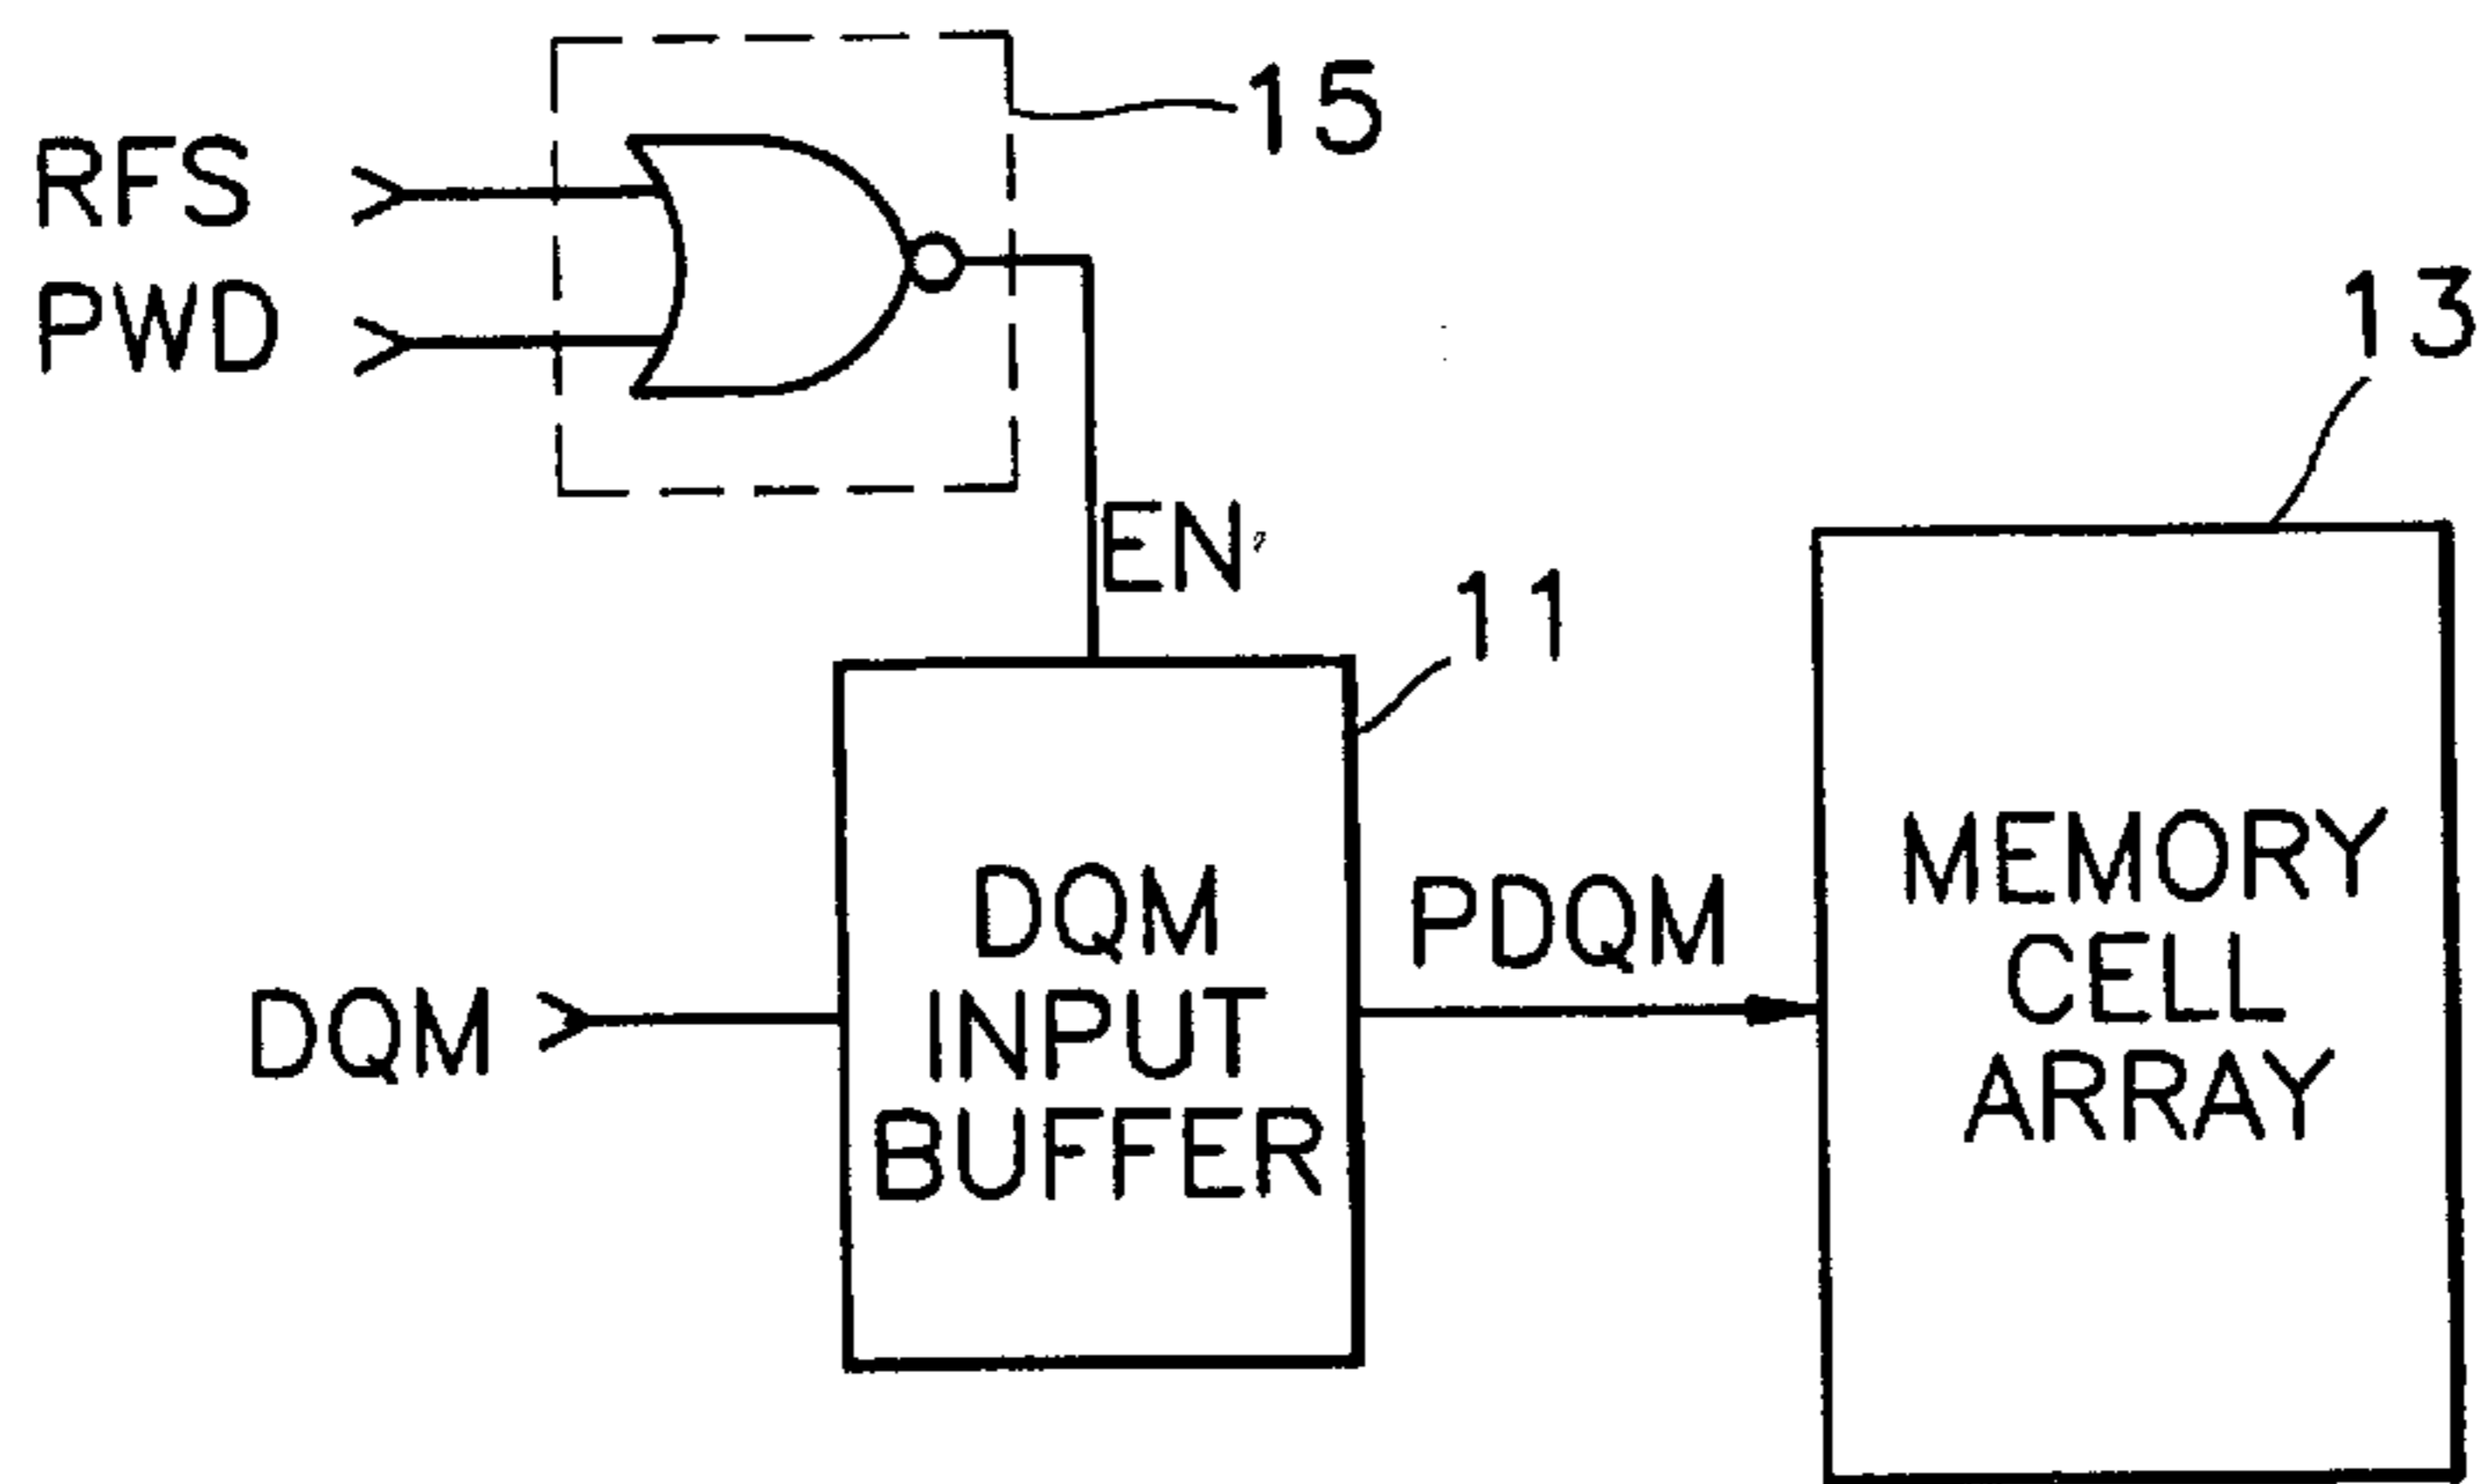 15
RFS
PWD
13
EN
11
DQM
INPUT
BUFFER
DQM
PDQM
MEMORY
CELL
ARRAY